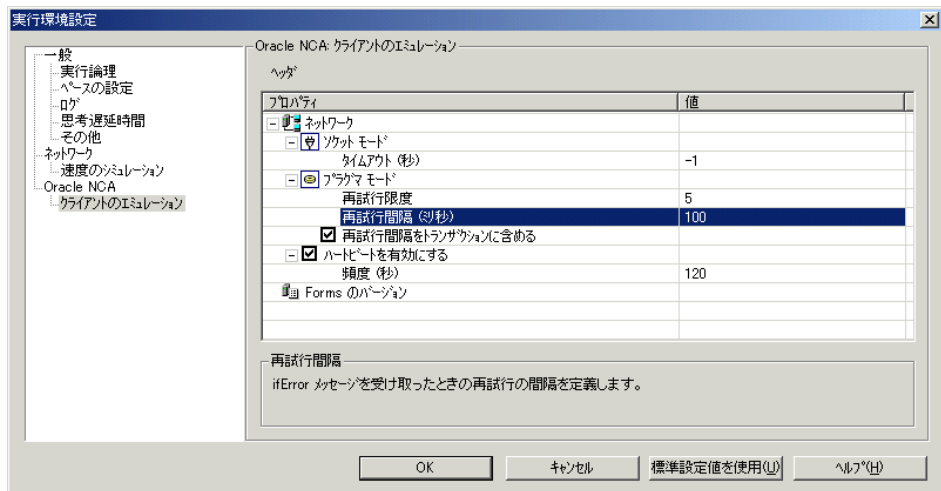 実行環境設定
一般
実行論理
ペースの設定
ログ
思考遅延時間
その他
ネットワーク
速度のシミュレーション
Oracle NCA
クライアントのエミュレーション
Oracle NCA: クライアントのエミュレーション
ヘッダ
プロパティ 値
ネットワーク
ソケット モード
タイムアウト (秒) -1
プラグマ モード
再試行限度 5
再試行間隔 (ミリ秒) 100
再試行間隔をトランザクションに含める
ハートビートを有効にする
頻度 (秒) 120
Forms のバージョン
再試行間隔
ifError メッセージを受け取ったときの再試行の間隔を定義します。
OK キャンセル 標準設定値を使用(U) ヘルプ(H)